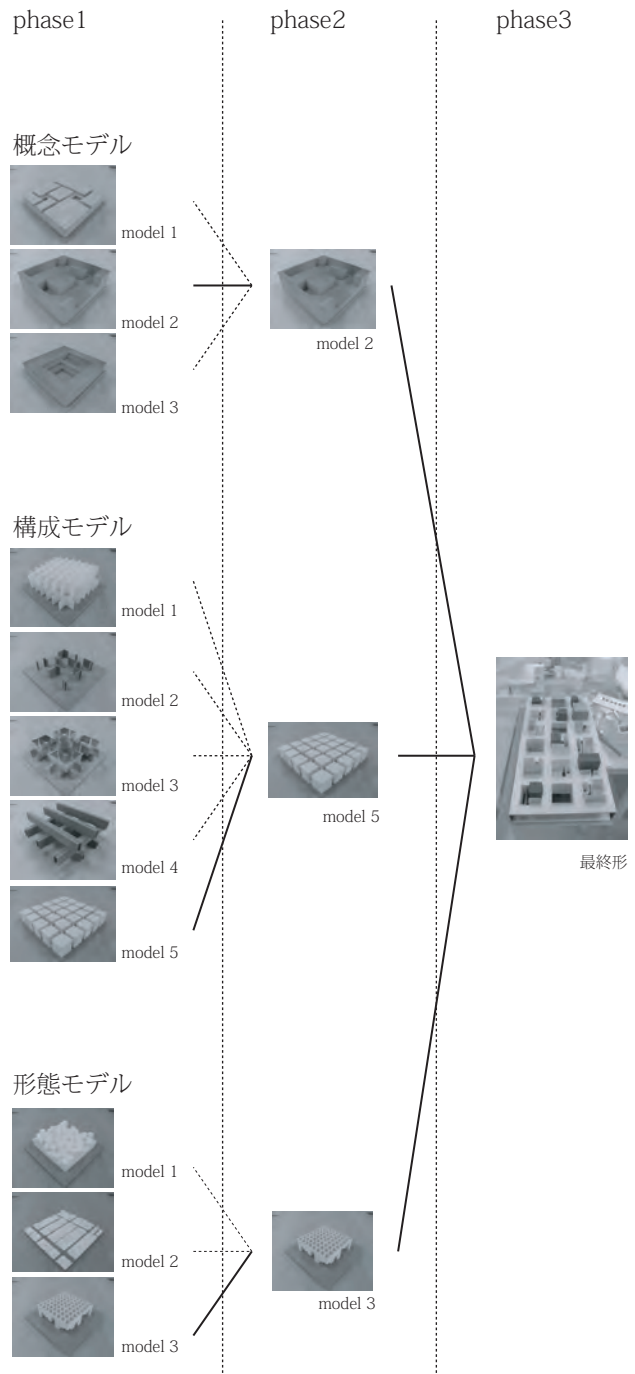 phase1
phase2
phase3
概念モデル
model 1
model 2
model 3
model 2
構成モデル
model 1
model 2
model 3
model 4
model 5
model 5
最終形
形態モデル
model 1
model 2
model 3
model 3